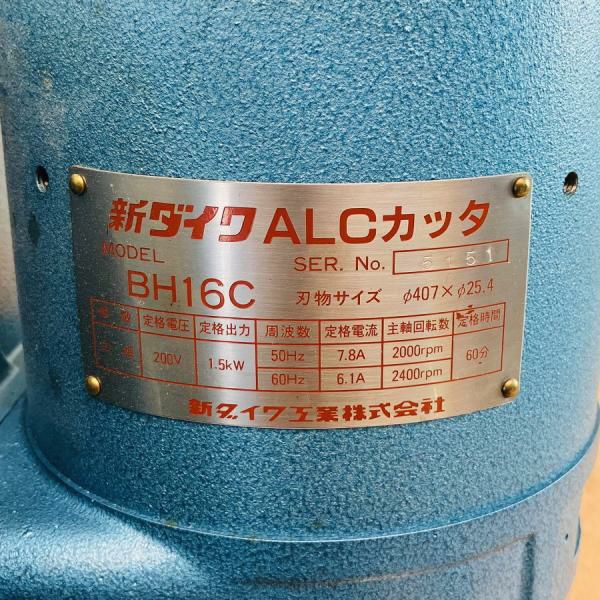 新ダイワ ALCカッタ
MODEL BH16C
SER. No. 5151
刃物サイズ φ407×φ25.4
相数 定格電圧 定格出力 周波数 定格電流 主軸回転数 定格時間
200V 1.5kW 50Hz 7.8A 2000rpm 60分
60Hz 6.1A 2400rpm
新ダイワ工業株式会社